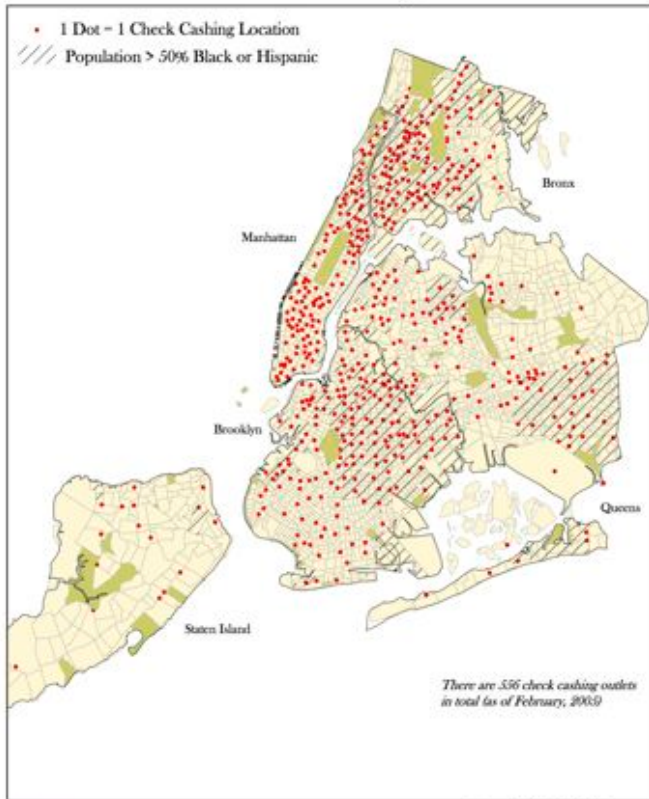 1 Dot = 1 Check Cashing Location
Population > 50% Black or Hispanic
Bronx
Manhattan
Brooklyn
Queens
Staten Island
There are 556 check cashing outlets
in total (as of February, 2005)